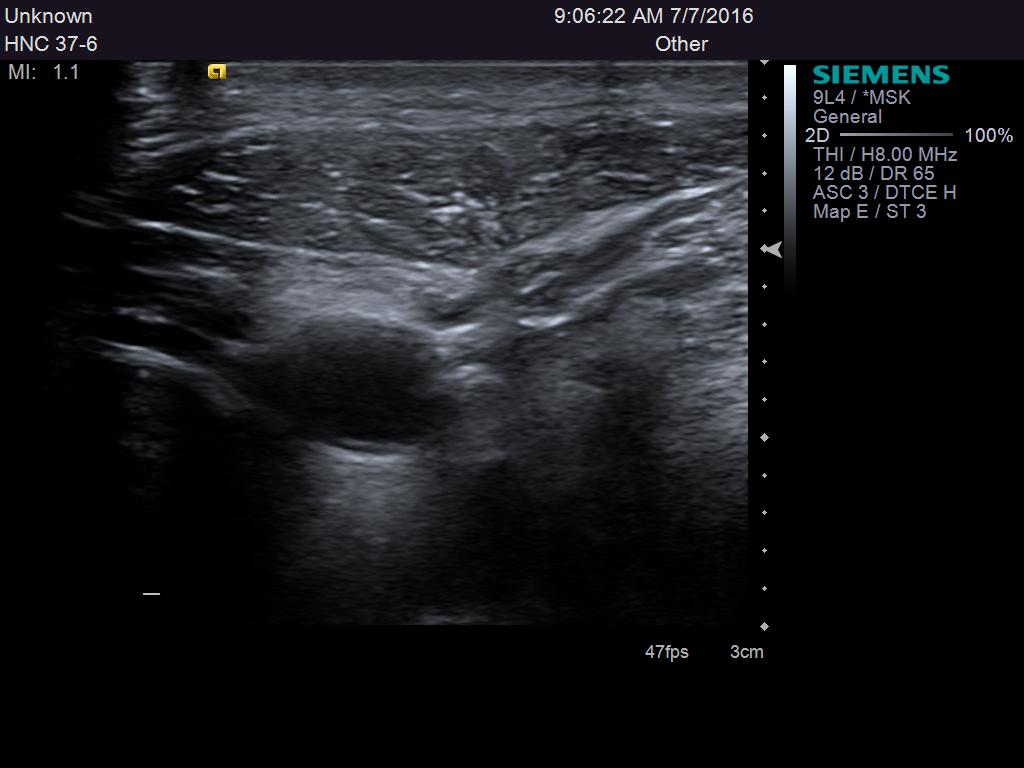 Unknown
9:06:22 AM 7/7/2016
HNC 37-6
Other
MI: 1.1
SIEMENS
9L4 / *MSK
General
2D 100%
THI / H8.00 MHz
12 dB / DR 65
ASC 3 / DTCE H
Map E / ST 3
47fps
3cm